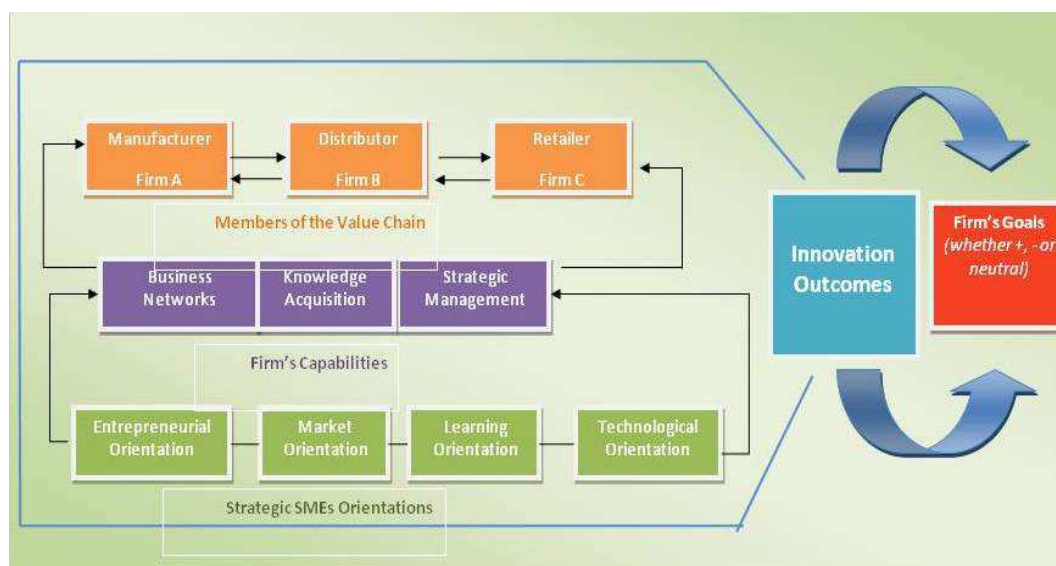 Manufacturer
Firm A
Distributor
Firm B
Retailer
Firm C
Members of the Value Chain
Business
Networks
Knowledge
Acquisition
Strategic
Management
Firm's Capabilities
Entrepreneurial
Orientation
Market
Orientation
Learning
Orientation
Technological
Orientation
Strategic SMEs Orientations
Innovation
Outcomes
Firm's Goals
(whether +, - or
neutral)